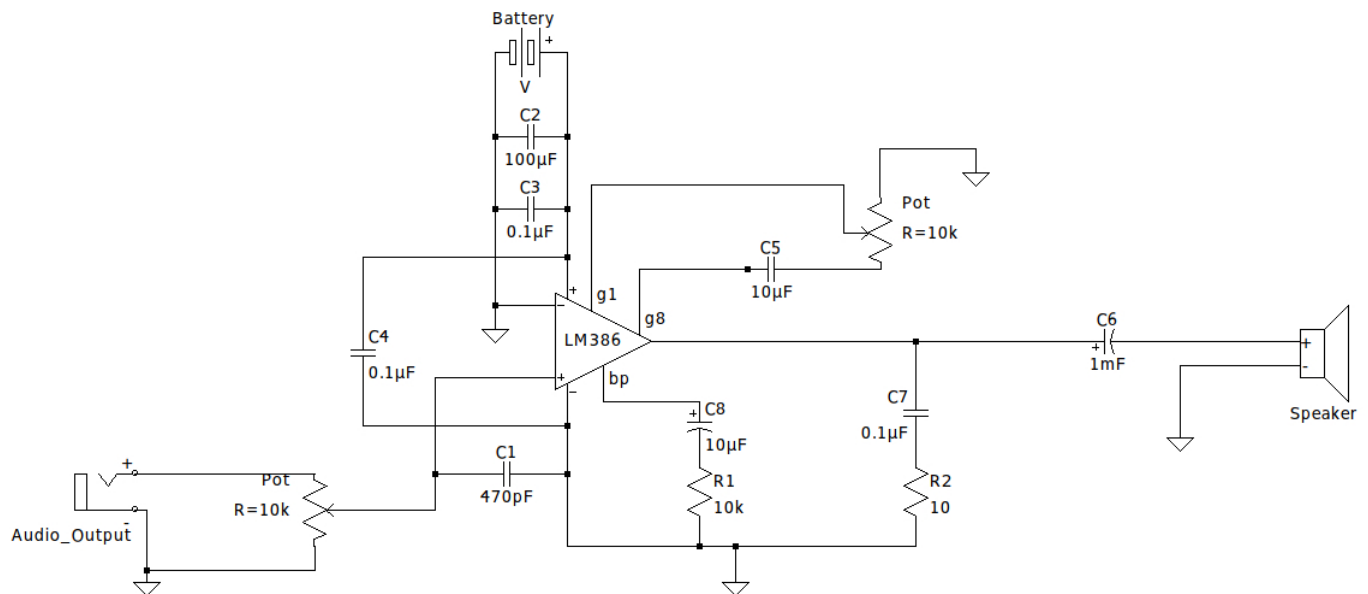 Battery
+
V
C2
100µF
C3
0.1µF
Pot
R=10k
C5
10µF
+
g1
-
g8
LM386
C4
0.1µF
+
bp
-
C6
+
1mF
+
-
Speaker
C7
0.1µF
+
C8
10µF
C1
470pF
R1
10k
R2
10
+
Pot
R=10k
-
Audio_Output